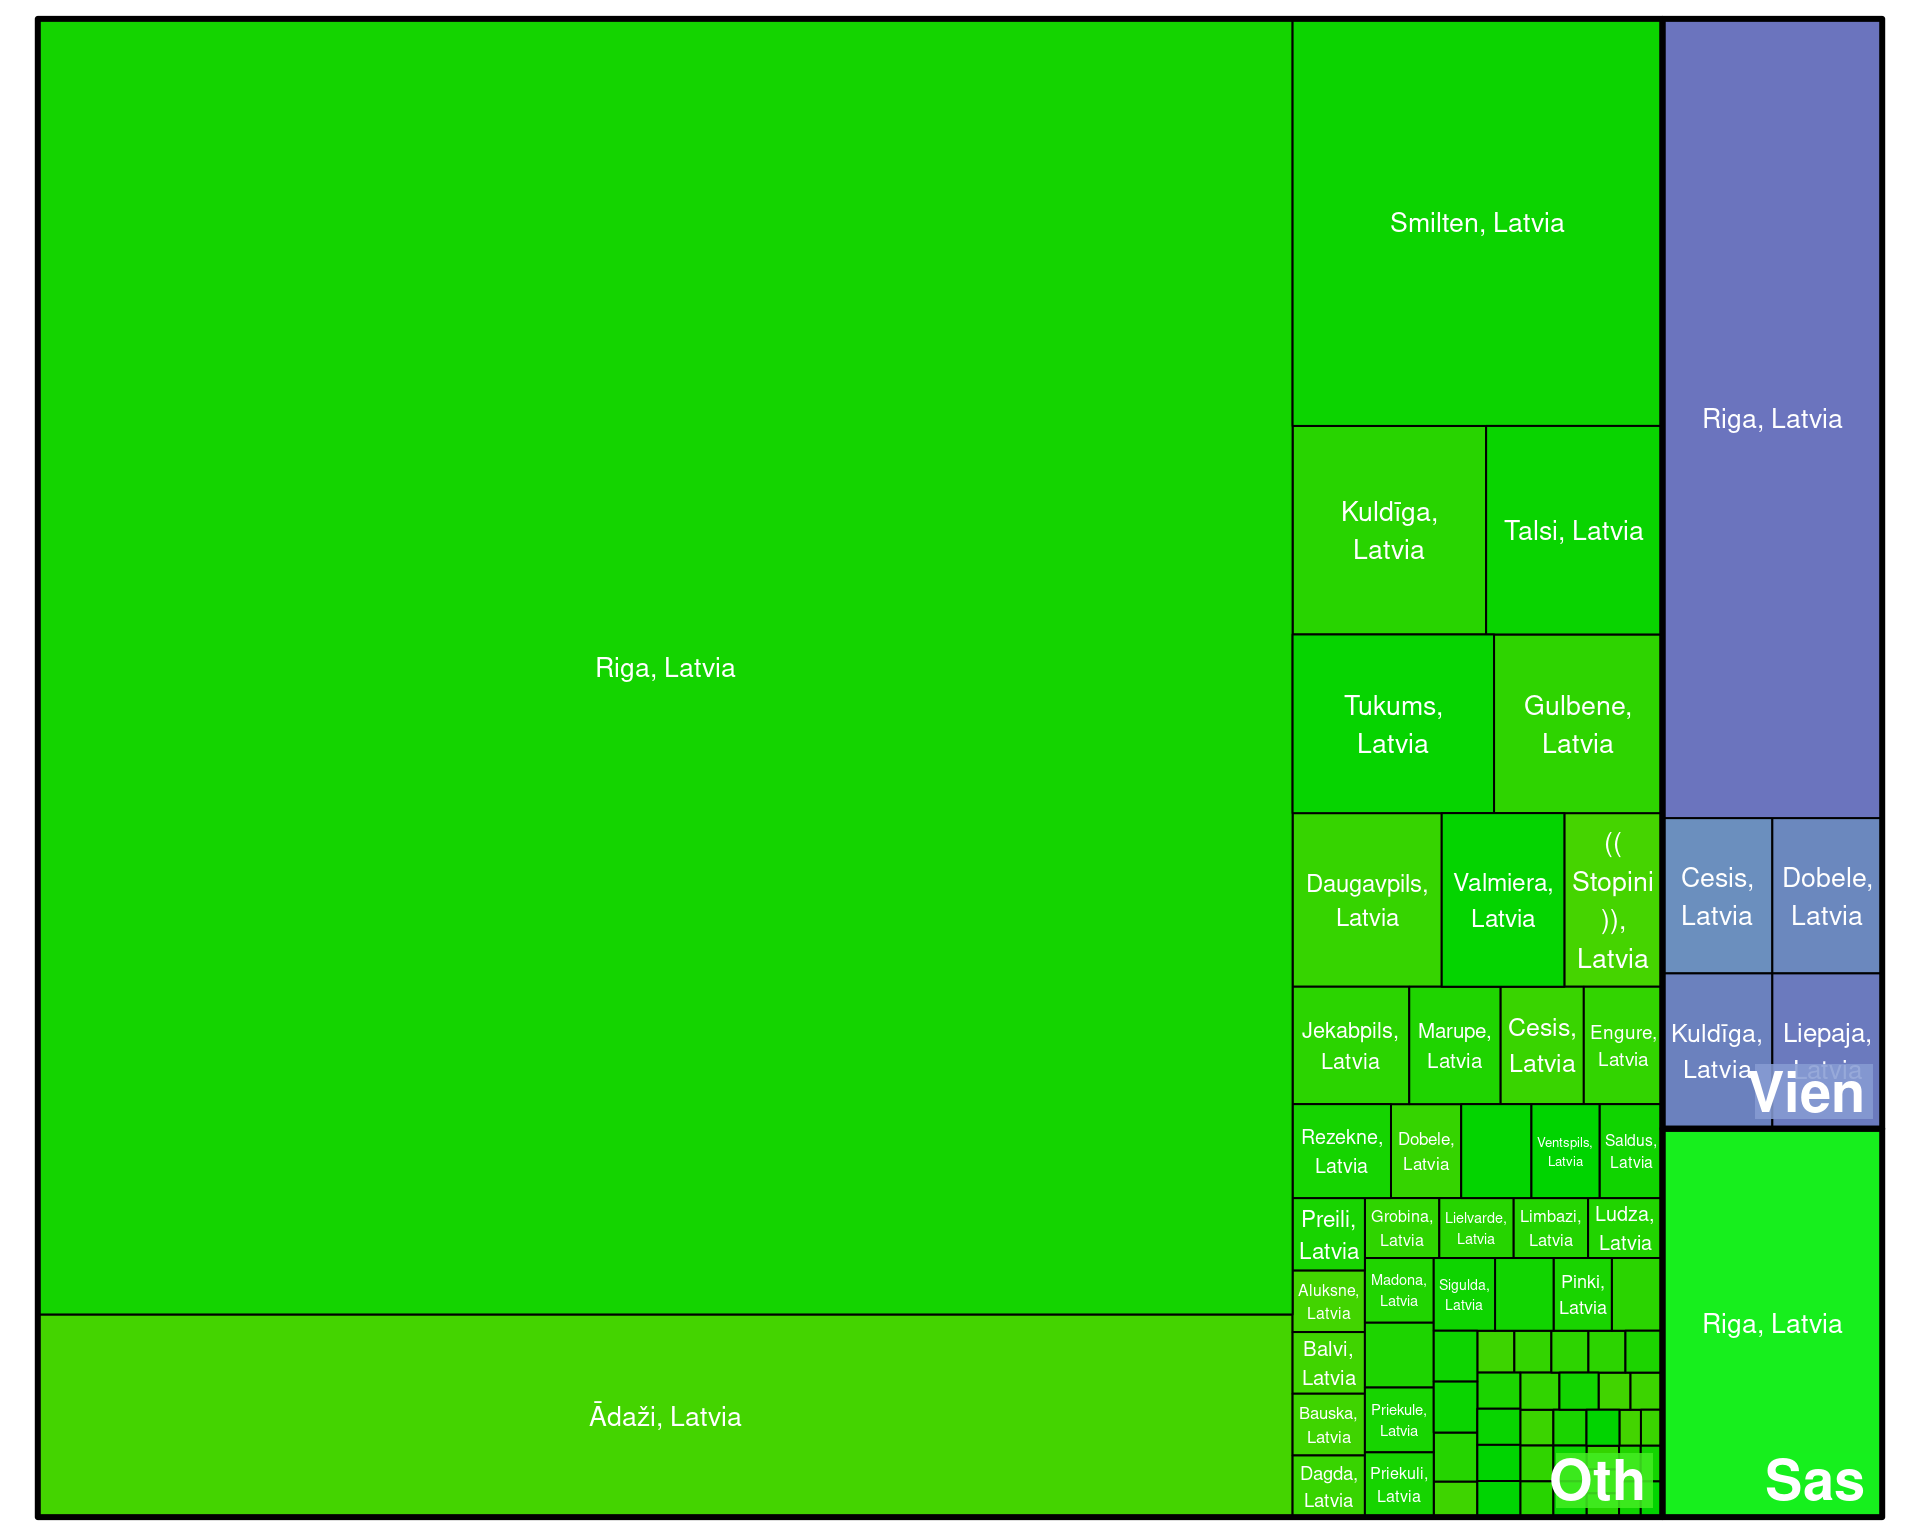 Riga, Latvia
Ādaži, Latvia
Smilten, Latvia
Kuldīga,
Latvia
Talsi, Latvia
Tukums,
Latvia
Gulbene,
Latvia
Daugavpils,
Latvia
Valmiera,
Latvia
((
Stopini
)),
Latvia
Jekabpils,
Latvia
Marupe,
Latvia
Cesis,
Latvia
Engure,
Latvia
Rezekne,
Latvia
Dobele,
Latvia
Ventspils,
Latvia
Saldus,
Latvia
Preili,
Latvia
Grobina,
Latvia
Lielvarde,
Latvia
Limbazi,
Latvia
Ludza,
Latvia
Aluksne,
Latvia
Madona,
Latvia
Sigulda,
Latvia
Pinki,
Latvia
Balvi,
Latvia
Bauska,
Latvia
Priekule,
Latvia
Dagda,
Latvia
Priekuli,
Latvia
Oth
Riga, Latvia
Cesis,
Latvia
Dobele,
Latvia
Kuldīga,
Latvia
Liepaja,
Latvia
Vien
Riga, Latvia
Sas